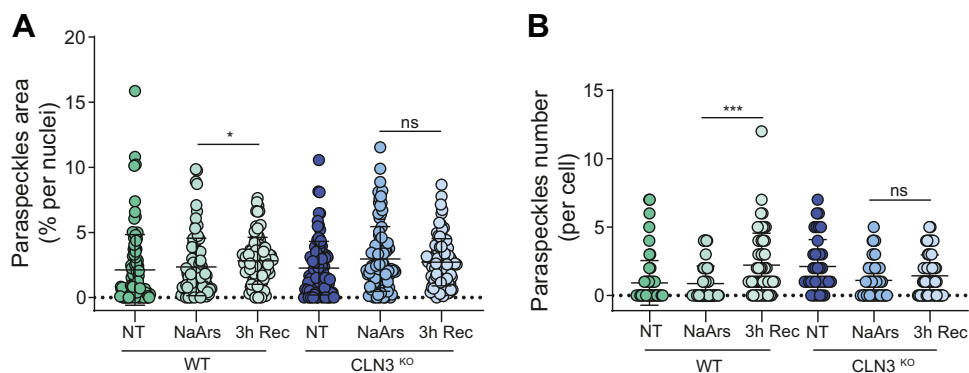 A
Paraspeckles area
(% per nuclei)
20
15
10
5
0
*
ns
NT
NaArs
3h Rec
NT
NaArs
3h Rec
WT
CLN3 KO
B
Paraspeckles number
(per cell)
15
10
5
0
***
ns
NT
NaArs
3h Rec
NT
NaArs
3h Rec
WT
CLN3 KO